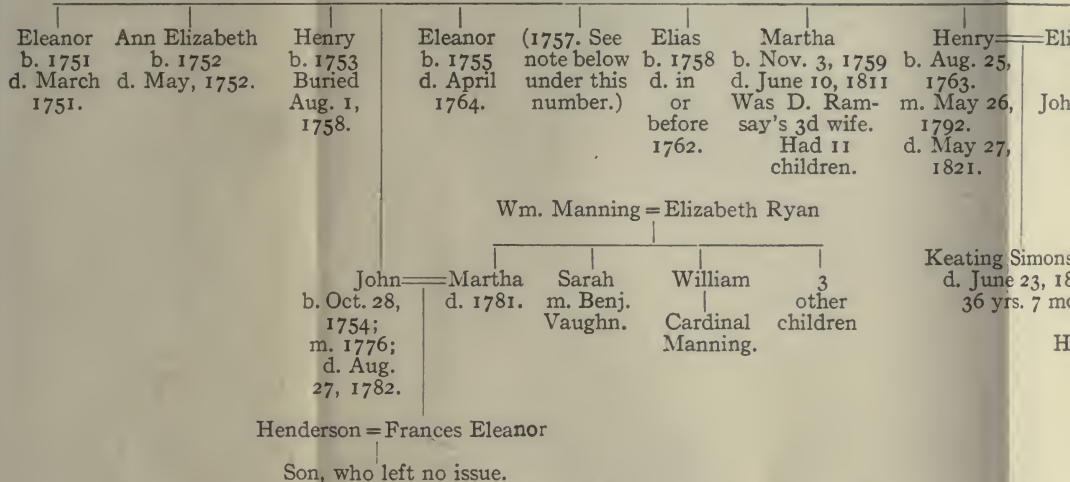 Eleanor
b. 1751
d. March
1751.
Ann Elizabeth
b. 1752
d. May, 1752.
Henry
b. 1753
Buried
Aug. 1,
1758.
Eleanor
b. 1755
d. April
1764.
(1757. See
note below
under this
number.)
Elias
b. 1758
d. in
or
before
1762.
Martha
b. Nov. 3, 1759
d. June 10, 1811
Was D. Ram-
say's 3d wife.
Had 11
children.
Henry
b. Aug. 25,
1763.
m. May 26,
1792.
d. May 27,
1821.
Wm. Manning = Elizabeth Ryan
John
b. Oct. 28,
1754;
m. 1776;
d. Aug.
27, 1782.
Martha
d. 1781.
Sarah
m. Benj.
Vaughn.
William
Cardinal
Manning.
3
other
children
Keating Simons
d. June 23,
36 yrs. 7
Henderson = Frances Eleanor
Son, who left no issue.